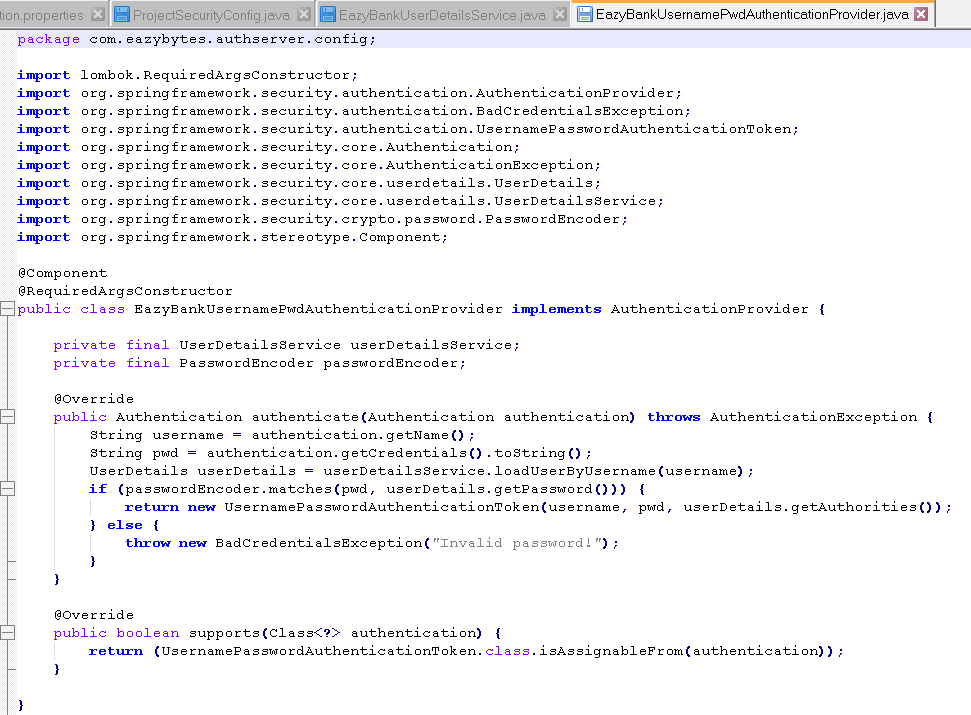 tion.properties ProjectSecurityConfig.java EazyBankUserDetailsService.java EazyBankUsernamePwdAuthenticationProvider.java
package com.eazybytes.authserver.config;
import lombok.RequiredArgsConstructor;
import org.springframework.security.authentication.AuthenticationProvider;
import org.springframework.security.authentication.BadCredentialsException;
import org.springframework.security.authentication.UsernamePasswordAuthenticationToken;
import org.springframework.security.core.Authentication;
import org.springframework.security.core.AuthenticationException;
import org.springframework.security.core.userdetails.UserDetails;
import org.springframework.security.core.userdetails.UserDetailsService;
import org.springframework.security.crypto.password.PasswordEncoder;
import org.springframework.stereotype.Component;
@Component
@RequiredArgsConstructor
public class EazyBankUsernamePwdAuthenticationProvider implements AuthenticationProvider {
private final UserDetailsService userDetailsService;
private final PasswordEncoder passwordEncoder;
@Override
public Authentication authenticate(Authentication authentication) throws AuthenticationException {
String username = authentication.getName();
String pwd = authentication.getCredentials().toString();
UserDetails userDetails = userDetailsService.loadUserByUsername(username);
if (passwordEncoder.matches(pwd, userDetails.getPassword())) {
return new UsernamePasswordAuthenticationToken(username, pwd, userDetails.getAuthorities());
} else {
throw new BadCredentialsException("Invalid password!");
}
}
@Override
public boolean supports(Class<?> authentication) {
return (UsernamePasswordAuthenticationToken.class.isAssignableFrom(authentication));
}
}